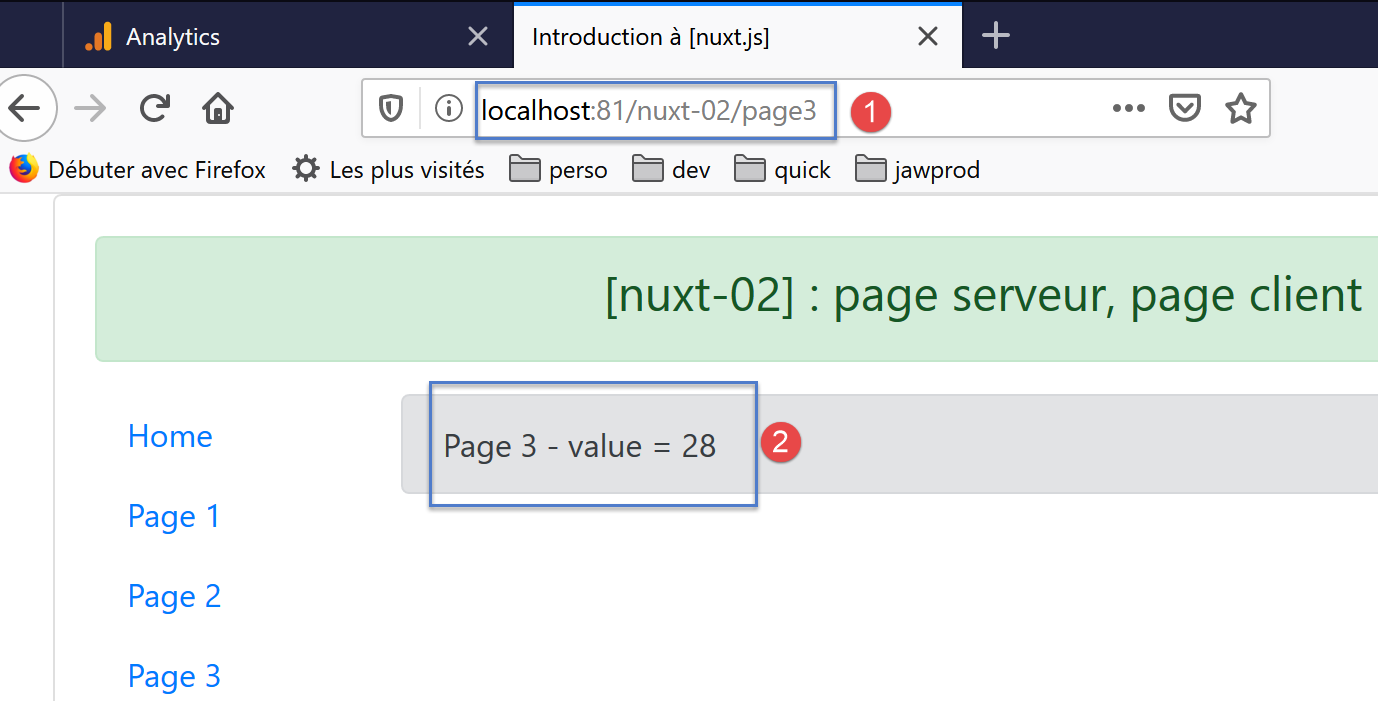 Analytics
Introduction à [nuxt.js]
localhost:81/nuxt-02/page3
1
Débuter avec Firefox
Les plus visités
perso
dev
quick
jawprod
[nuxt-02] : page serveur, page client
Home
Page 3 - value = 28
2
Page 1
Page 2
Page 3